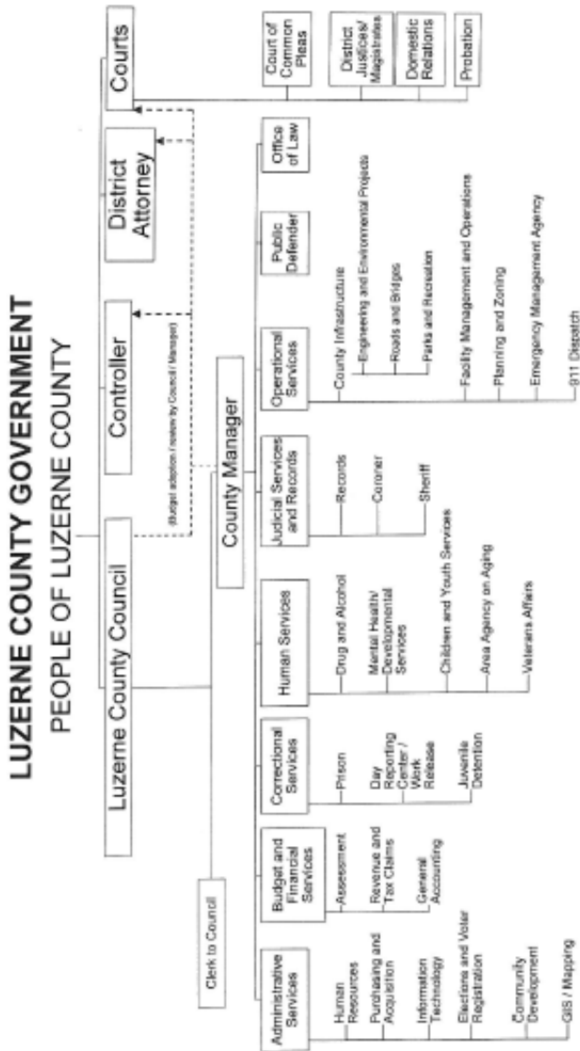 LUZERNE COUNTY GOVERNMENT
PEOPLE OF LUZERNE COUNTY
Luzerne County Council
Controller
District
Attorney
Courts
(Budget adoption / review by Council / Manager)
Clerk to Council
County Manager
Court of
Common
Pleas
District
Justices/
Magistrates
Domestic
Relations
Probation
Administrative
Services
Human
Resources
Purchasing and
Acquisition
Information
Technology
Elections and Voter
Registration
Community
Development
GIS / Mapping
Budget and
Financial
Services
Assessment
Revenue and
Tax Claims
General
Accounting
Correctional
Services
Prison
Day
Reporting
Center /
Work
Release
Juvenile
Detention
Human Services
Drug and Alcohol
Mental Health/
Developmental
Services
Children and Youth Services
Area Agency on Aging
Veterans Affairs
Judicial Services
and Records
Records
Coroner
Sheriff
Operational
Services
County Infrastructure
Engineering and Environmental Projects
Roads and Bridges
Parks and Recreation
Facility Management and Operations
Planning and Zoning
Emergency Management Agency
911 Dispatch
Public
Defender
Office
of Law